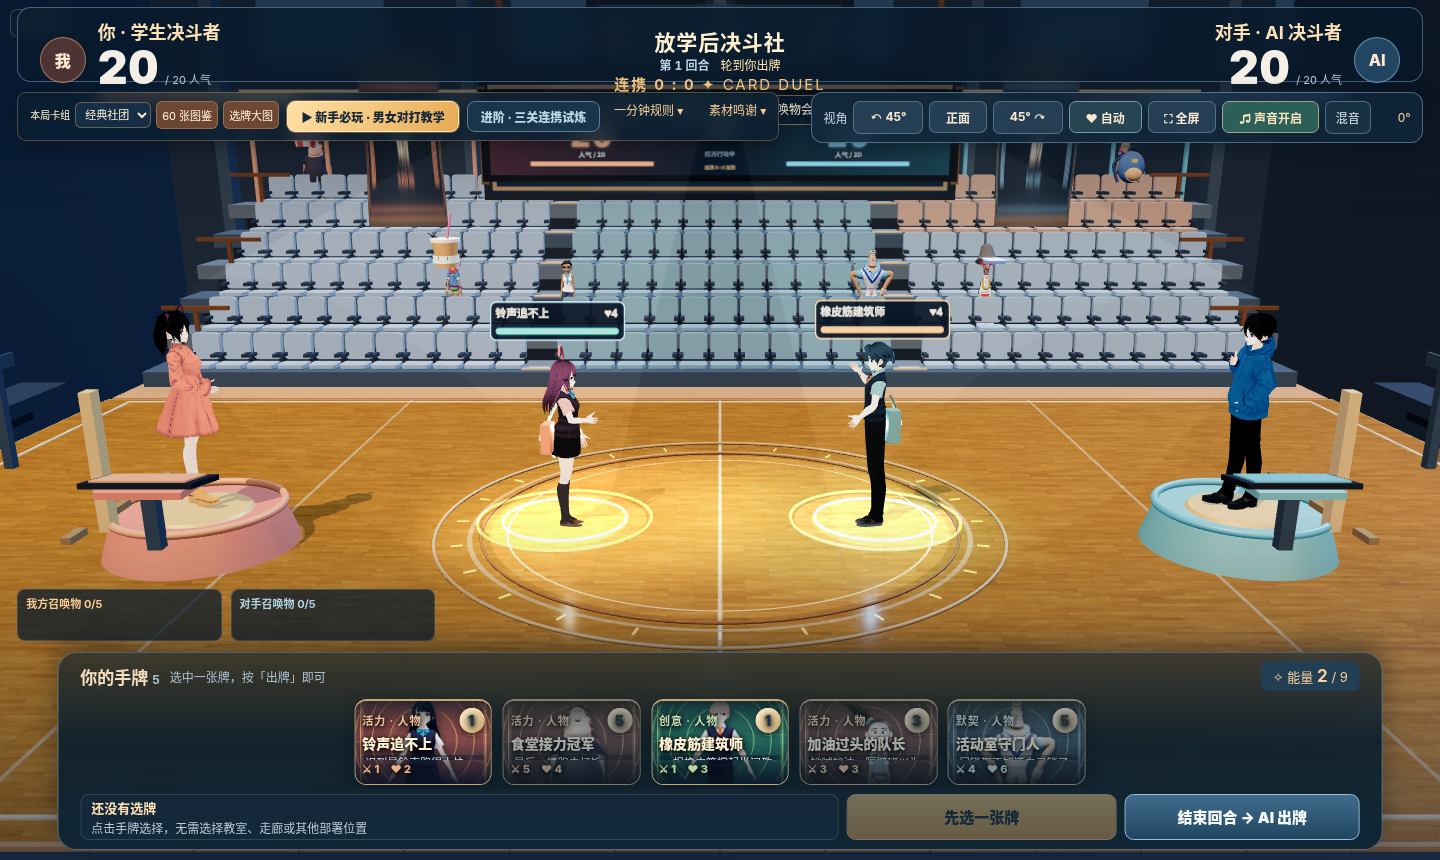 我
你 · 学生决斗者
20 / 20 人气
放学后决斗社
第 1 回合 轮到你出牌
连携 0 : 0 ✦ CARD DUEL
对手 · AI 决斗者
20 / 20 人气
AI
本局卡组 经典社团 60 张图鉴 选牌大图 ▶ 新手必玩 · 男女对打教学 进阶 · 三关连携试炼 一分钟规则 ▾ 素材鸣谢 ▾
唤物会
视角 ↶ 45° 正面 45° ↷ ♥ 自动 ⛶ 全屏 ♫ 声音开启 混音 0°
人气 / 20
人气 / 20
铃声追不上 ♥4
橡皮筋建筑师 ♥4
我方召唤物 0/5
对手召唤物 0/5
你的手牌 5 选中一张牌，按「出牌」即可
✧ 能量 2 / 9
活力 · 人物 1
铃声追不上
⚔ 1 ♥ 2
活力 · 人物 5
食堂接力冠军
⚔ 5 ♥ 4
创意 · 人物 1
橡皮筋建筑师
⚔ 1 ♥ 3
活力 · 人物 3
加油过头的队长
⚔ 3 ♥ 3
默契 · 人物 5
活动室守门人
⚔ 4 ♥ 6
还没有选牌
点击手牌选择，无需选择教室、走廊或其他部署位置
先选一张牌
结束回合 → AI 出牌